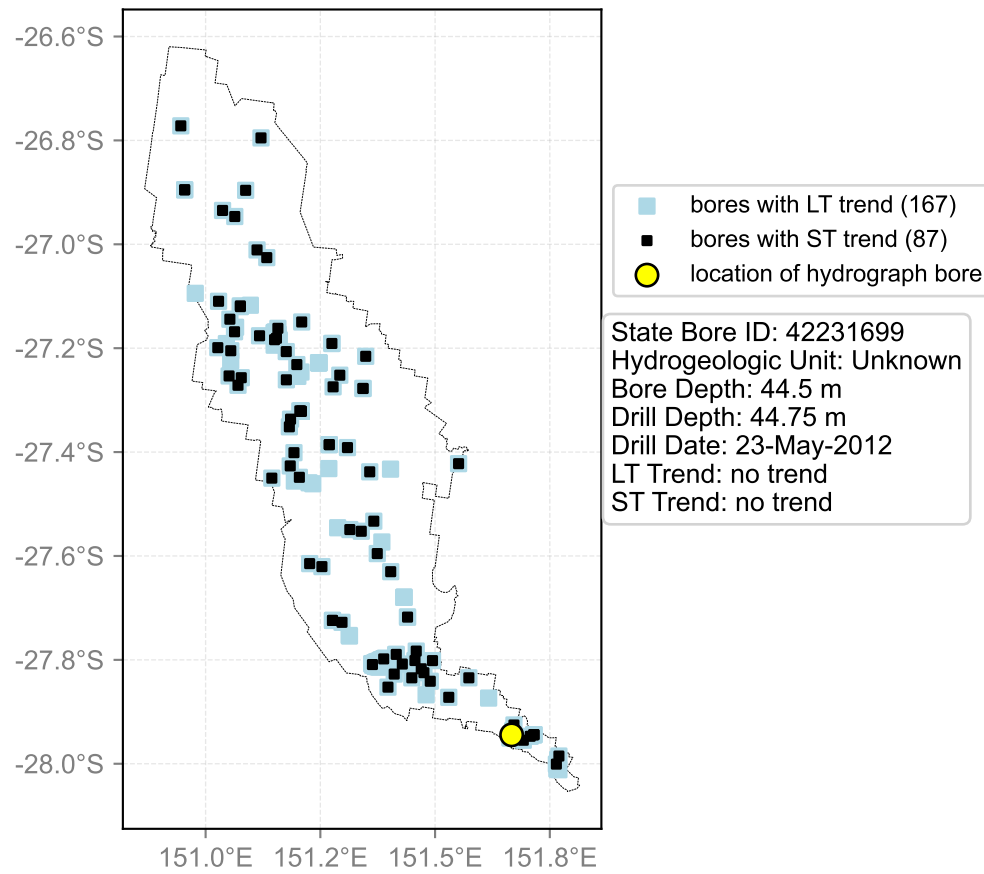 -26.6°S
-26.8°S
-27.0°S
-27.2°S
-27.4°S
-27.6°S
-27.8°S
-28.0°S
151.0°E
151.2°E
151.5°E
151.8°E
bores with LT trend (167)
bores with ST trend (87)
location of hydrograph bore
State Bore ID: 42231699
Hydrogeologic Unit: Unknown
Bore Depth: 44.5 m
Drill Depth: 44.75 m
Drill Date: 23-May-2012
LT Trend: no trend
ST Trend: no trend